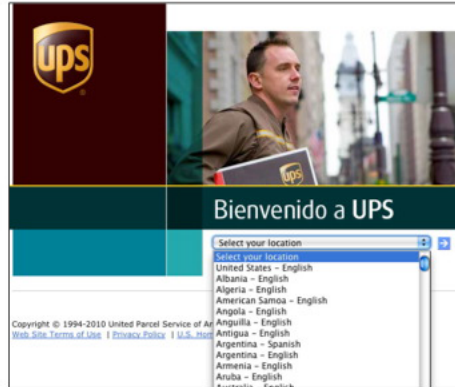 ups
ups
Bienvenido a UPS
Select your location
Select your location
United States - English
Albania - English
Algeria - English
American Samoa - English
Angola - English
Anguilla - English
Antigua - English
Argentina - Spanish
Argentina - English
Armenia - English
Aruba - English
Australia - English
Copyright © 1994-2010 United Parcel Service of
Web Site Terms of Use | Privacy Policy | U.S.